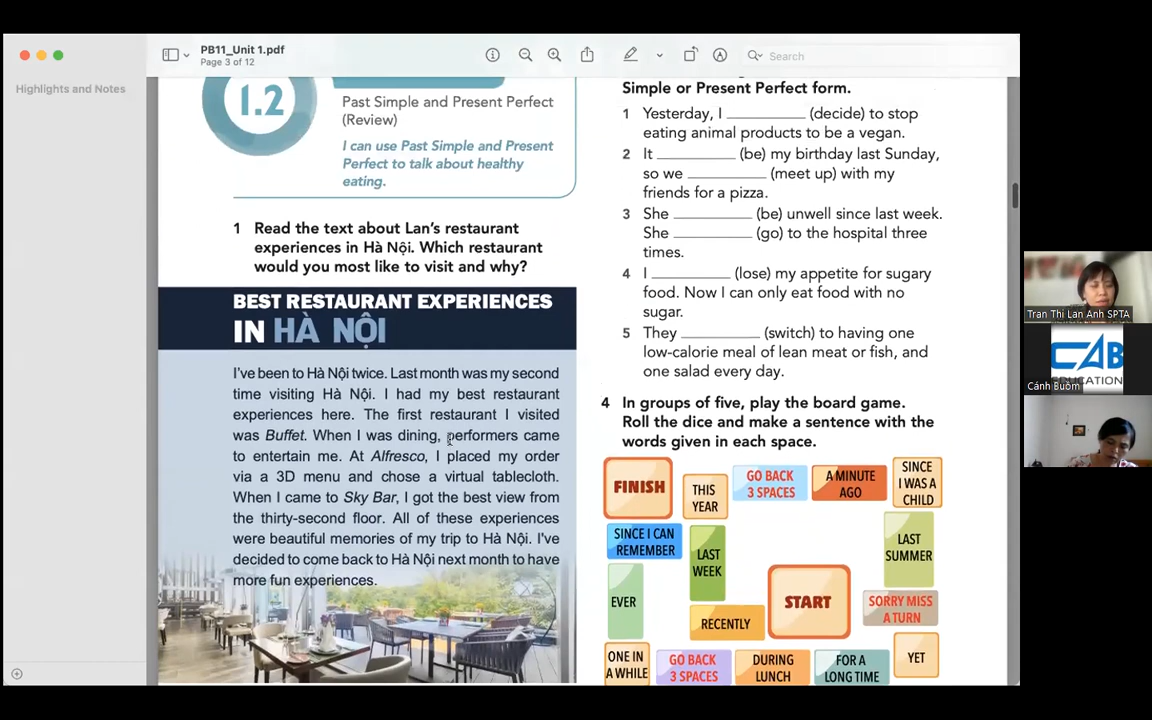 PB11_Unit 1.pdf
Page 3 of 12
Search
Highlights and Notes
1.2
Past Simple and Present Perfect
(Review)
I can use Past Simple and Present
Perfect to talk about healthy
eating.
1 Read the text about Lan's restaurant
experiences in Hà Nội. Which restaurant
would you most like to visit and why?
BEST RESTAURANT EXPERIENCES
IN HÀ NỘI
I've been to Hà Nội twice. Last month was my second
time visiting Hà Nội. I had my best restaurant
experiences here. The first restaurant I visited
was Buffet. When I was dining, performers came
to entertain me. At Alfresco, I placed my order
via a 3D menu and chose a virtual tablecloth.
When I came to Sky Bar, I got the best view from
the thirty-second floor. All of these experiences
were beautiful memories of my trip to Hà Nội. I've
decided to come back to Hà Nội next month to have
more fun experiences.
Simple or Present Perfect form.
1 Yesterday, I __________ (decide) to stop
eating animal products to be a vegan.
2 It __________ (be) my birthday last Sunday,
so we __________ (meet up) with my
friends for a pizza.
3 She __________ (be) unwell since last week.
She __________ (go) to the hospital three
times.
4 I __________ (lose) my appetite for sugary
food. Now I can only eat food with no
sugar.
5 They __________ (switch) to having one
low-calorie meal of lean meat or fish, and
one salad every day.
4 In groups of five, play the board game.
Roll the dice and make a sentence with the
words given in each space.
FINISH
THIS
YEAR
GO BACK
3 SPACES
A MINUTE
AGO
SINCE
I WAS A
CHILD
SINCE I CAN
REMEMBER
LAST
WEEK
LAST
SUMMER
EVER
RECENTLY
START
SORRY MISS
A TURN
ONE IN
A WHILE
GO BACK
3 SPACES
DURING
LUNCH
FOR A
LONG TIME
YET
Tran Thi Lan Anh SPTA
CAB
EDUCATION
Cánh Buồm